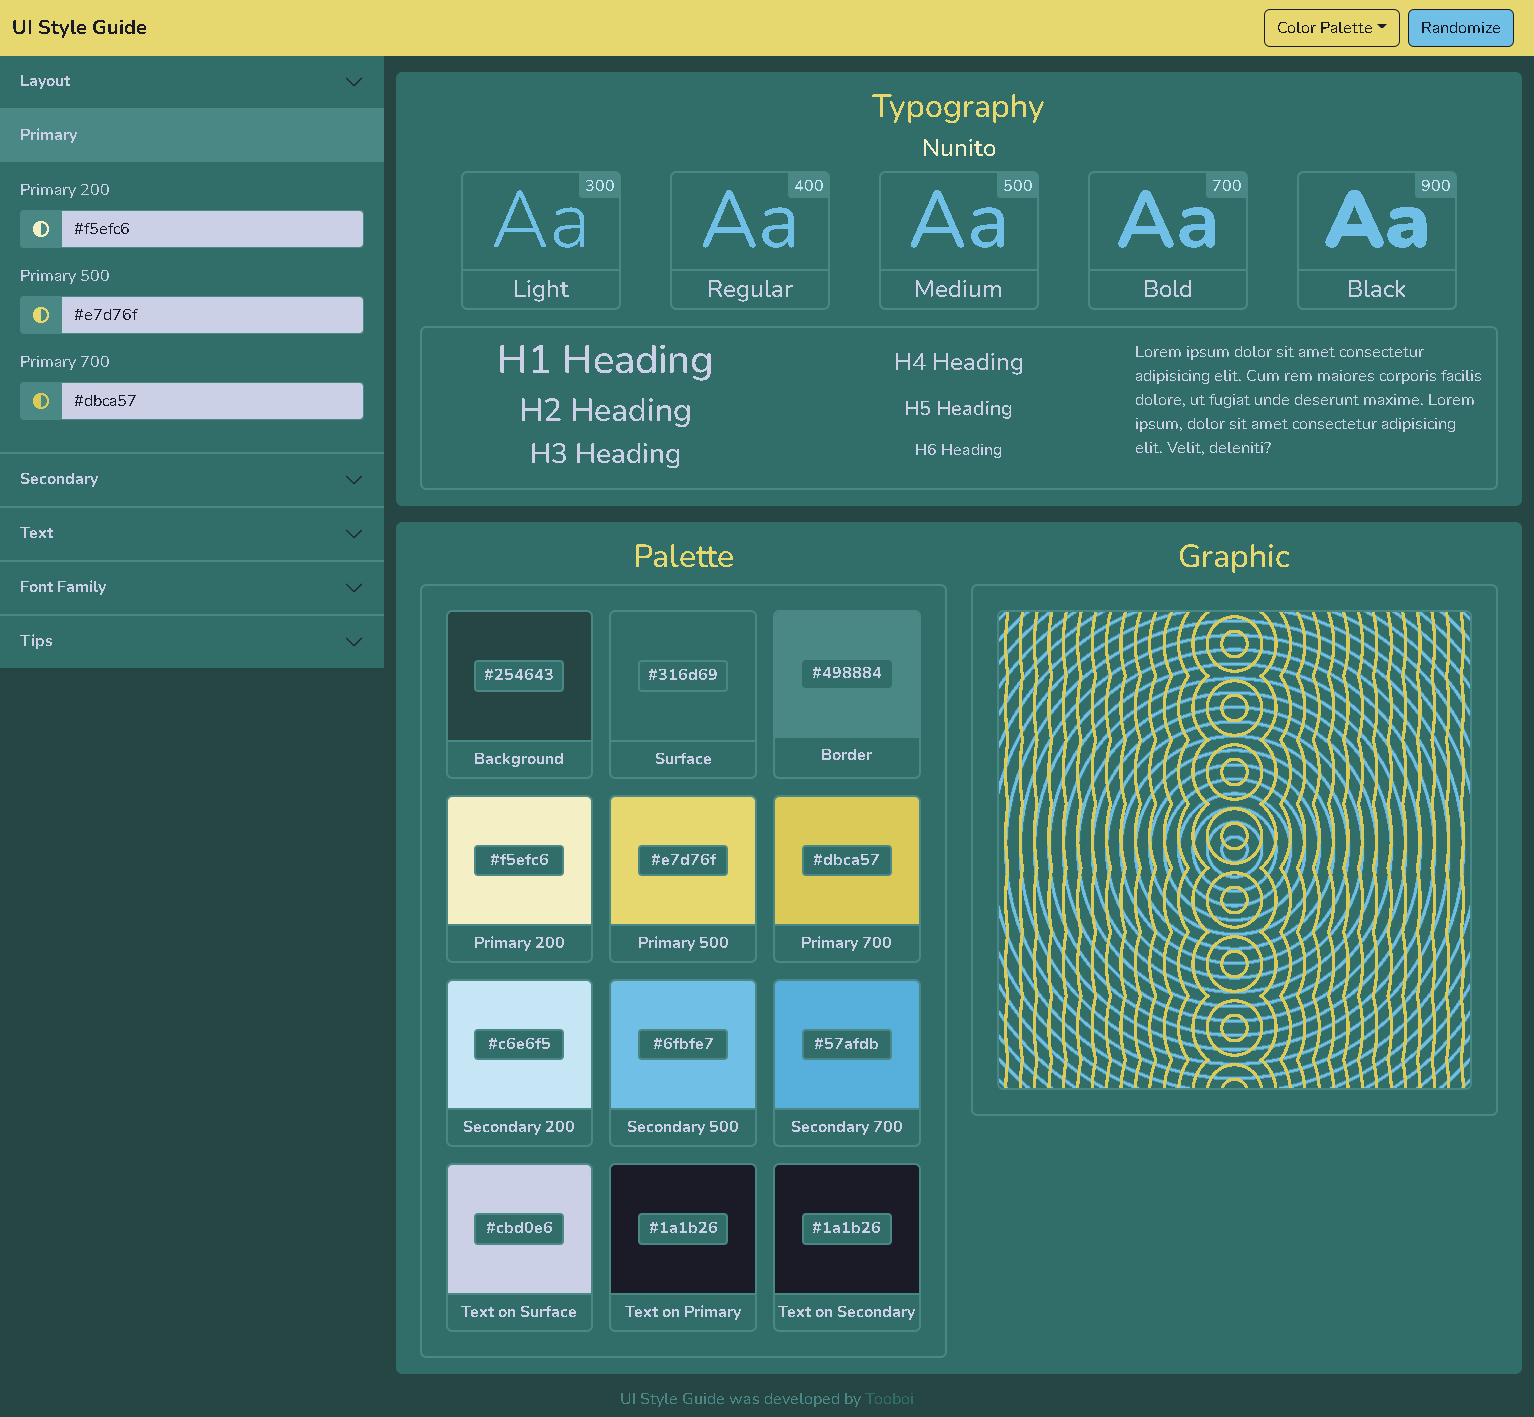 UI Style Guide
Color Palette
Randomize
Layout
Primary
Primary 200
#f5efc6
Primary 500
#e7d76f
Primary 700
#dbca57
Secondary
Text
Font Family
Tips
Typography
Nunito
Aa 300
Light
Aa 400
Regular
Aa 500
Medium
Aa 700
Bold
Aa 900
Black
H1 Heading
H2 Heading
H3 Heading
H4 Heading
H5 Heading
H6 Heading
Lorem ipsum dolor sit amet consectetur
adipisicing elit. Cum rem maiores corporis facilis
dolore, ut fugiat unde deserunt maxime. Lorem
ipsum, dolor sit amet consectetur adipisicing
elit. Velit, deleniti?
Palette
#254643
Background
#316d69
Surface
#498884
Border
#f5efc6
Primary 200
#e7d76f
Primary 500
#dbca57
Primary 700
#c6e6f5
Secondary 200
#6fbfe7
Secondary 500
#57afdb
Secondary 700
#cbd0e6
Text on Surface
#1a1b26
Text on Primary
#1a1b26
Text on Secondary
Graphic
UI Style Guide was developed by Tooboi